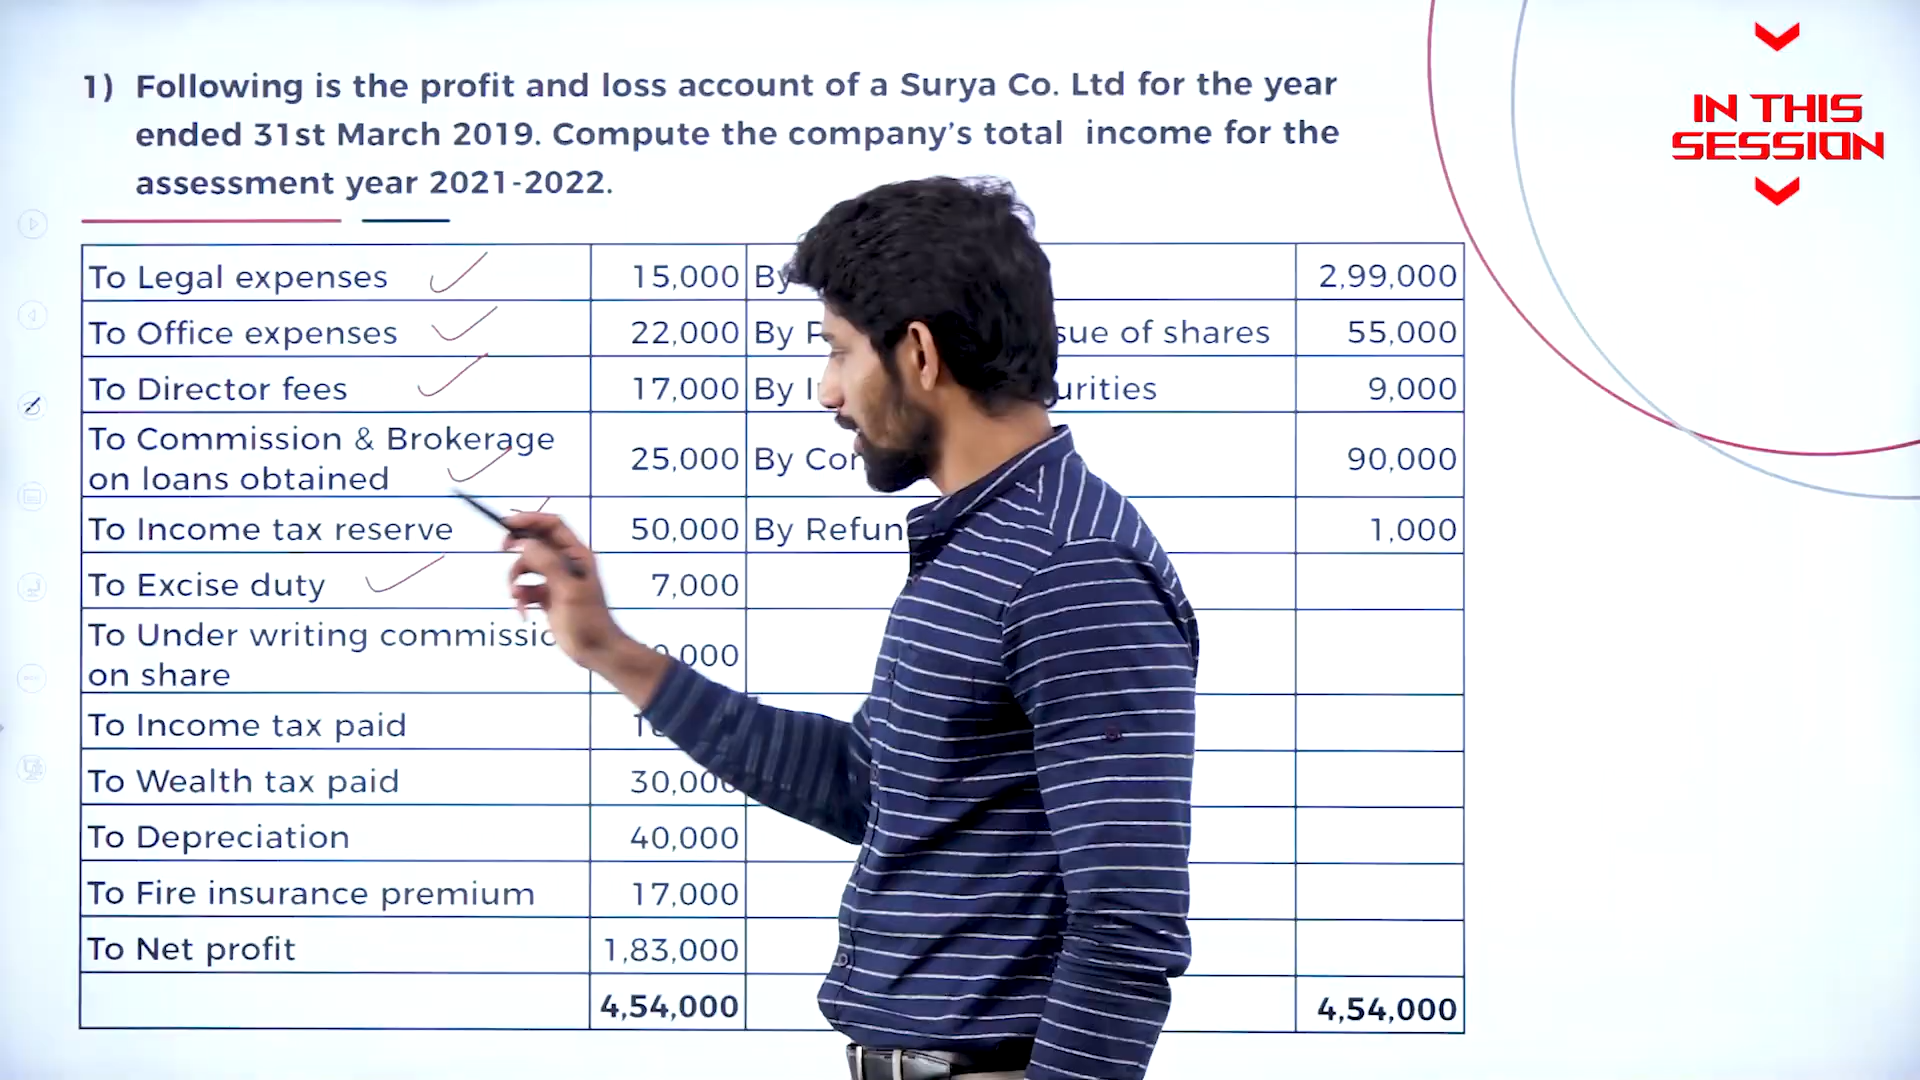 1) Following is the profit and loss account of a Surya Co. Ltd for the year
ended 31st March 2019. Compute the company's total income for the
assessment year 2021-2022.
IN THIS
SESSION
To Legal expenses 15,000 By 2,99,000
To Office expenses 22,000 By of shares 55,000
To Director fees 17,000 By 9,000
To Commission & Brokerage
on loans obtained 25,000 By 90,000
To Income tax reserve 50,000 By 1,000
To Excise duty 7,000
To Under writing
on share
To Income tax paid
To Wealth tax paid
To Depreciation 40,000
To Fire insurance premium 17,000
To Net profit 1,83,000
4,54,000 4,54,000